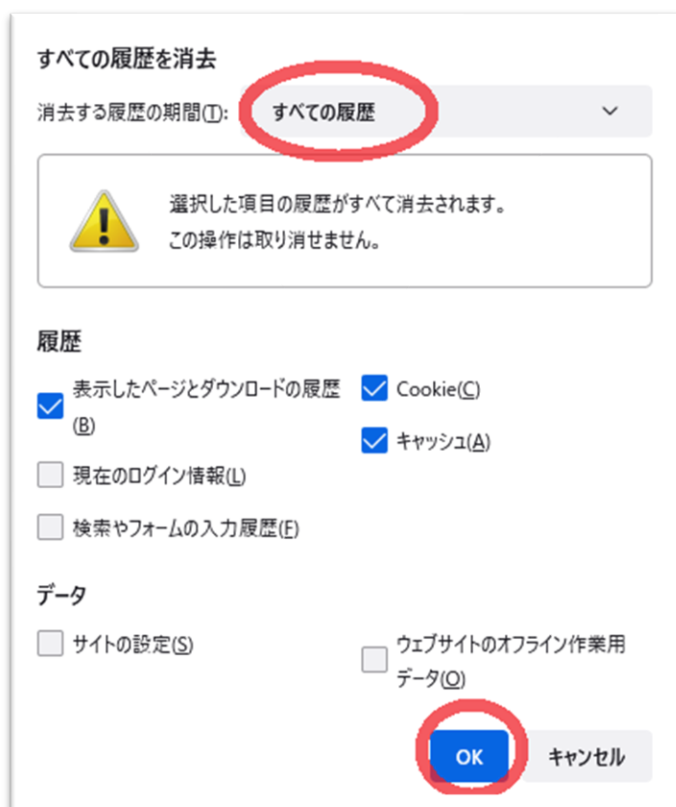 すべての履歴を消去
消去する履歴の期間(T): すべての履歴
選択した項目の履歴がすべて消去されます。
この操作は取り消せません。
履歴
表示したページとダウンロードの履歴
(B)
Cookie(C)
キャッシュ(A)
現在のログイン情報(L)
検索やフォームの入力履歴(F)
データ
サイトの設定(S)
ウェブサイトのオフライン作業用
データ(O)
OK キャンセル